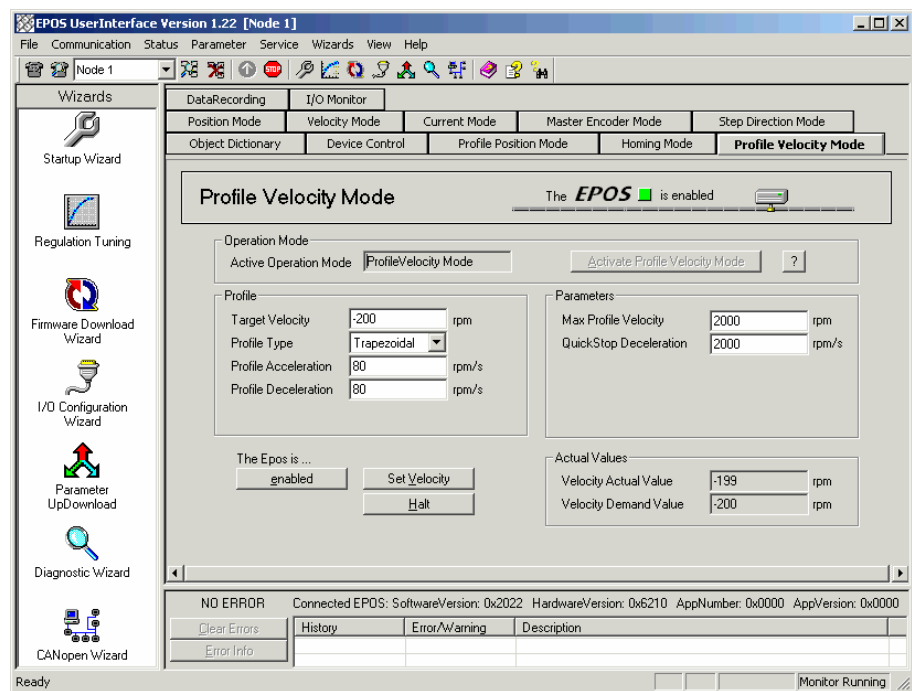 EPOS UserInterface Version 1.22 [Node 1]
File Communication Status Parameter Service Wizards View Help
Node 1
STOP
Wizards
Startup Wizard
Regulation Tuning
Firmware Download
Wizard
I/O Configuration
Wizard
Parameter
UpDownload
Diagnostic Wizard
CANopen Wizard
DataRecording I/O Monitor
Position Mode Velocity Mode Current Mode Master Encoder Mode Step Direction Mode
Object Dictionary Device Control Profile Position Mode Homing Mode Profile Velocity Mode
Profile Velocity Mode
The EPOS is enabled
Operation Mode
Active Operation Mode ProfileVelocity Mode Activate Profile Velocity Mode ?
Profile
Target Velocity -200 rpm
Profile Type Trapezoidal
Profile Acceleration 80 rpm/s
Profile Deceleration 80 rpm/s
Parameters
Max Profile Velocity 2000 rpm
QuickStop Deceleration 2000 rpm/s
The Epos is ...
enabled Set Velocity
Halt
Actual Values
Velocity Actual Value -199 rpm
Velocity Demand Value -200 rpm
NO ERROR Connected EPOS: SoftwareVersion: 0x2022 HardwareVersion: 0x6210 AppNumber: 0x0000 AppVersion: 0x0000
Clear Errors History Error/Warning Description
Error Info
Ready Monitor Running